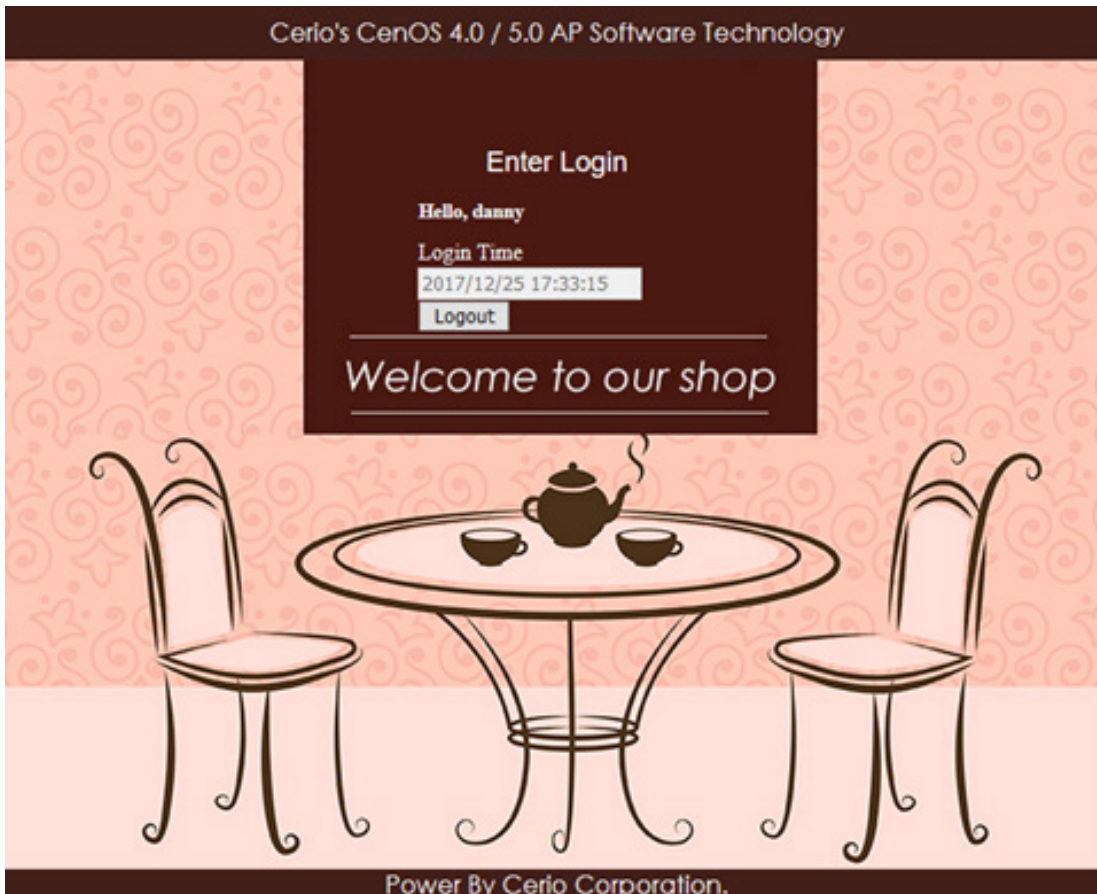 Cerio's CenOS 4.0 / 5.0 AP Software Technology
Enter Login
Hello, danny
Login Time
2017/12/25 17:33:15
Logout
Welcome to our shop
Power By Cerio Corporation.